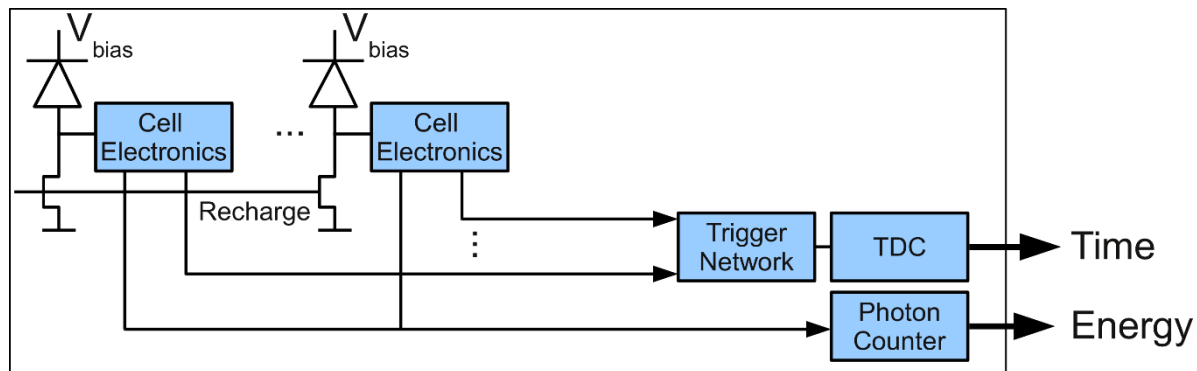 V bias
V bias
Cell
Electronics
...
Cell
Electronics
Recharge
...
Trigger
Network
TDC
Time
Photon
Counter
Energy